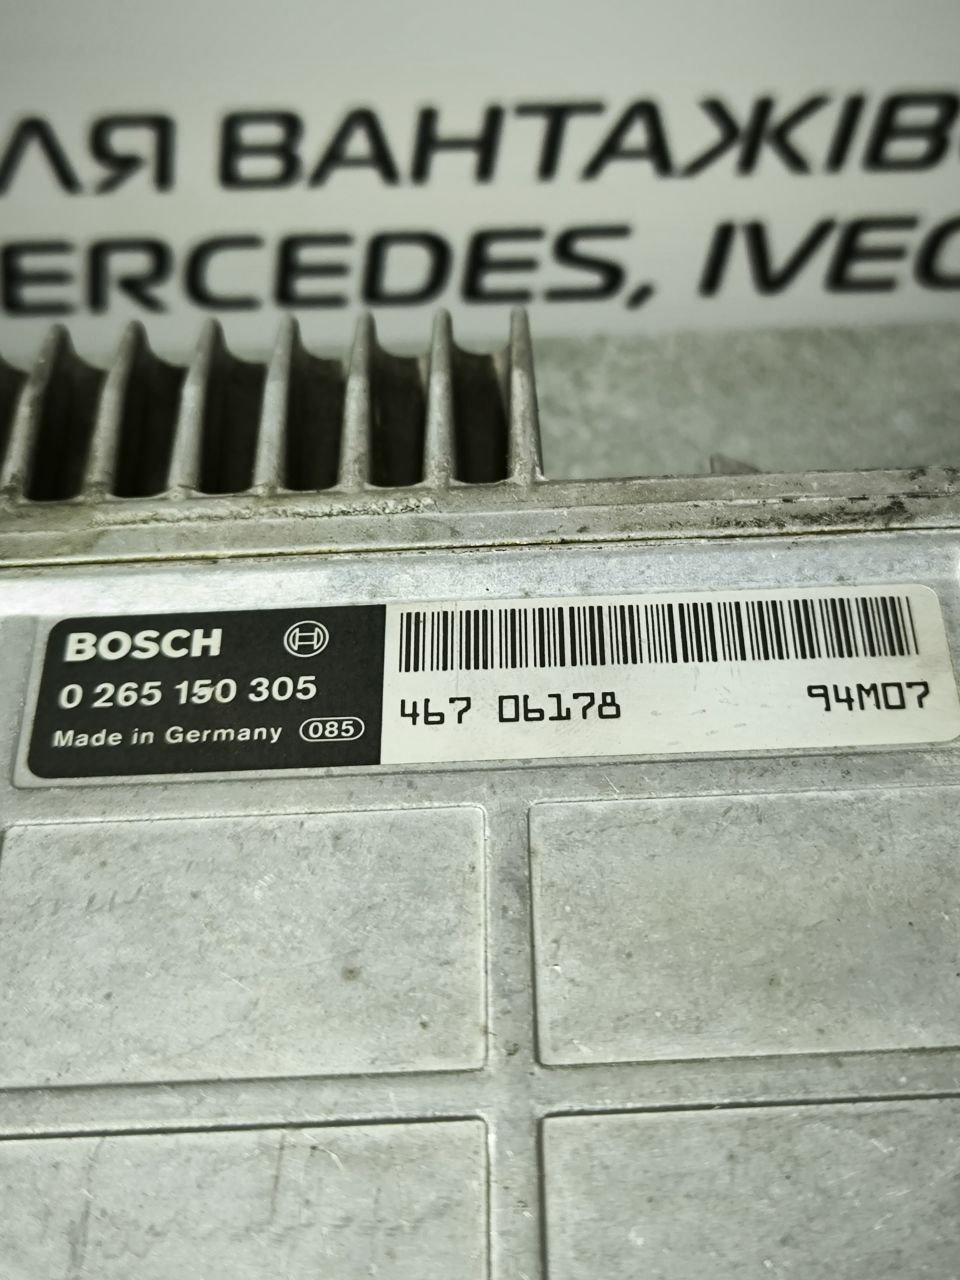 ЛЯ ВАНТАЖІВ
ERCEDES, IVEC
BOSCH
0 265 150 305
Made in Germany 085
467 06178 94M07